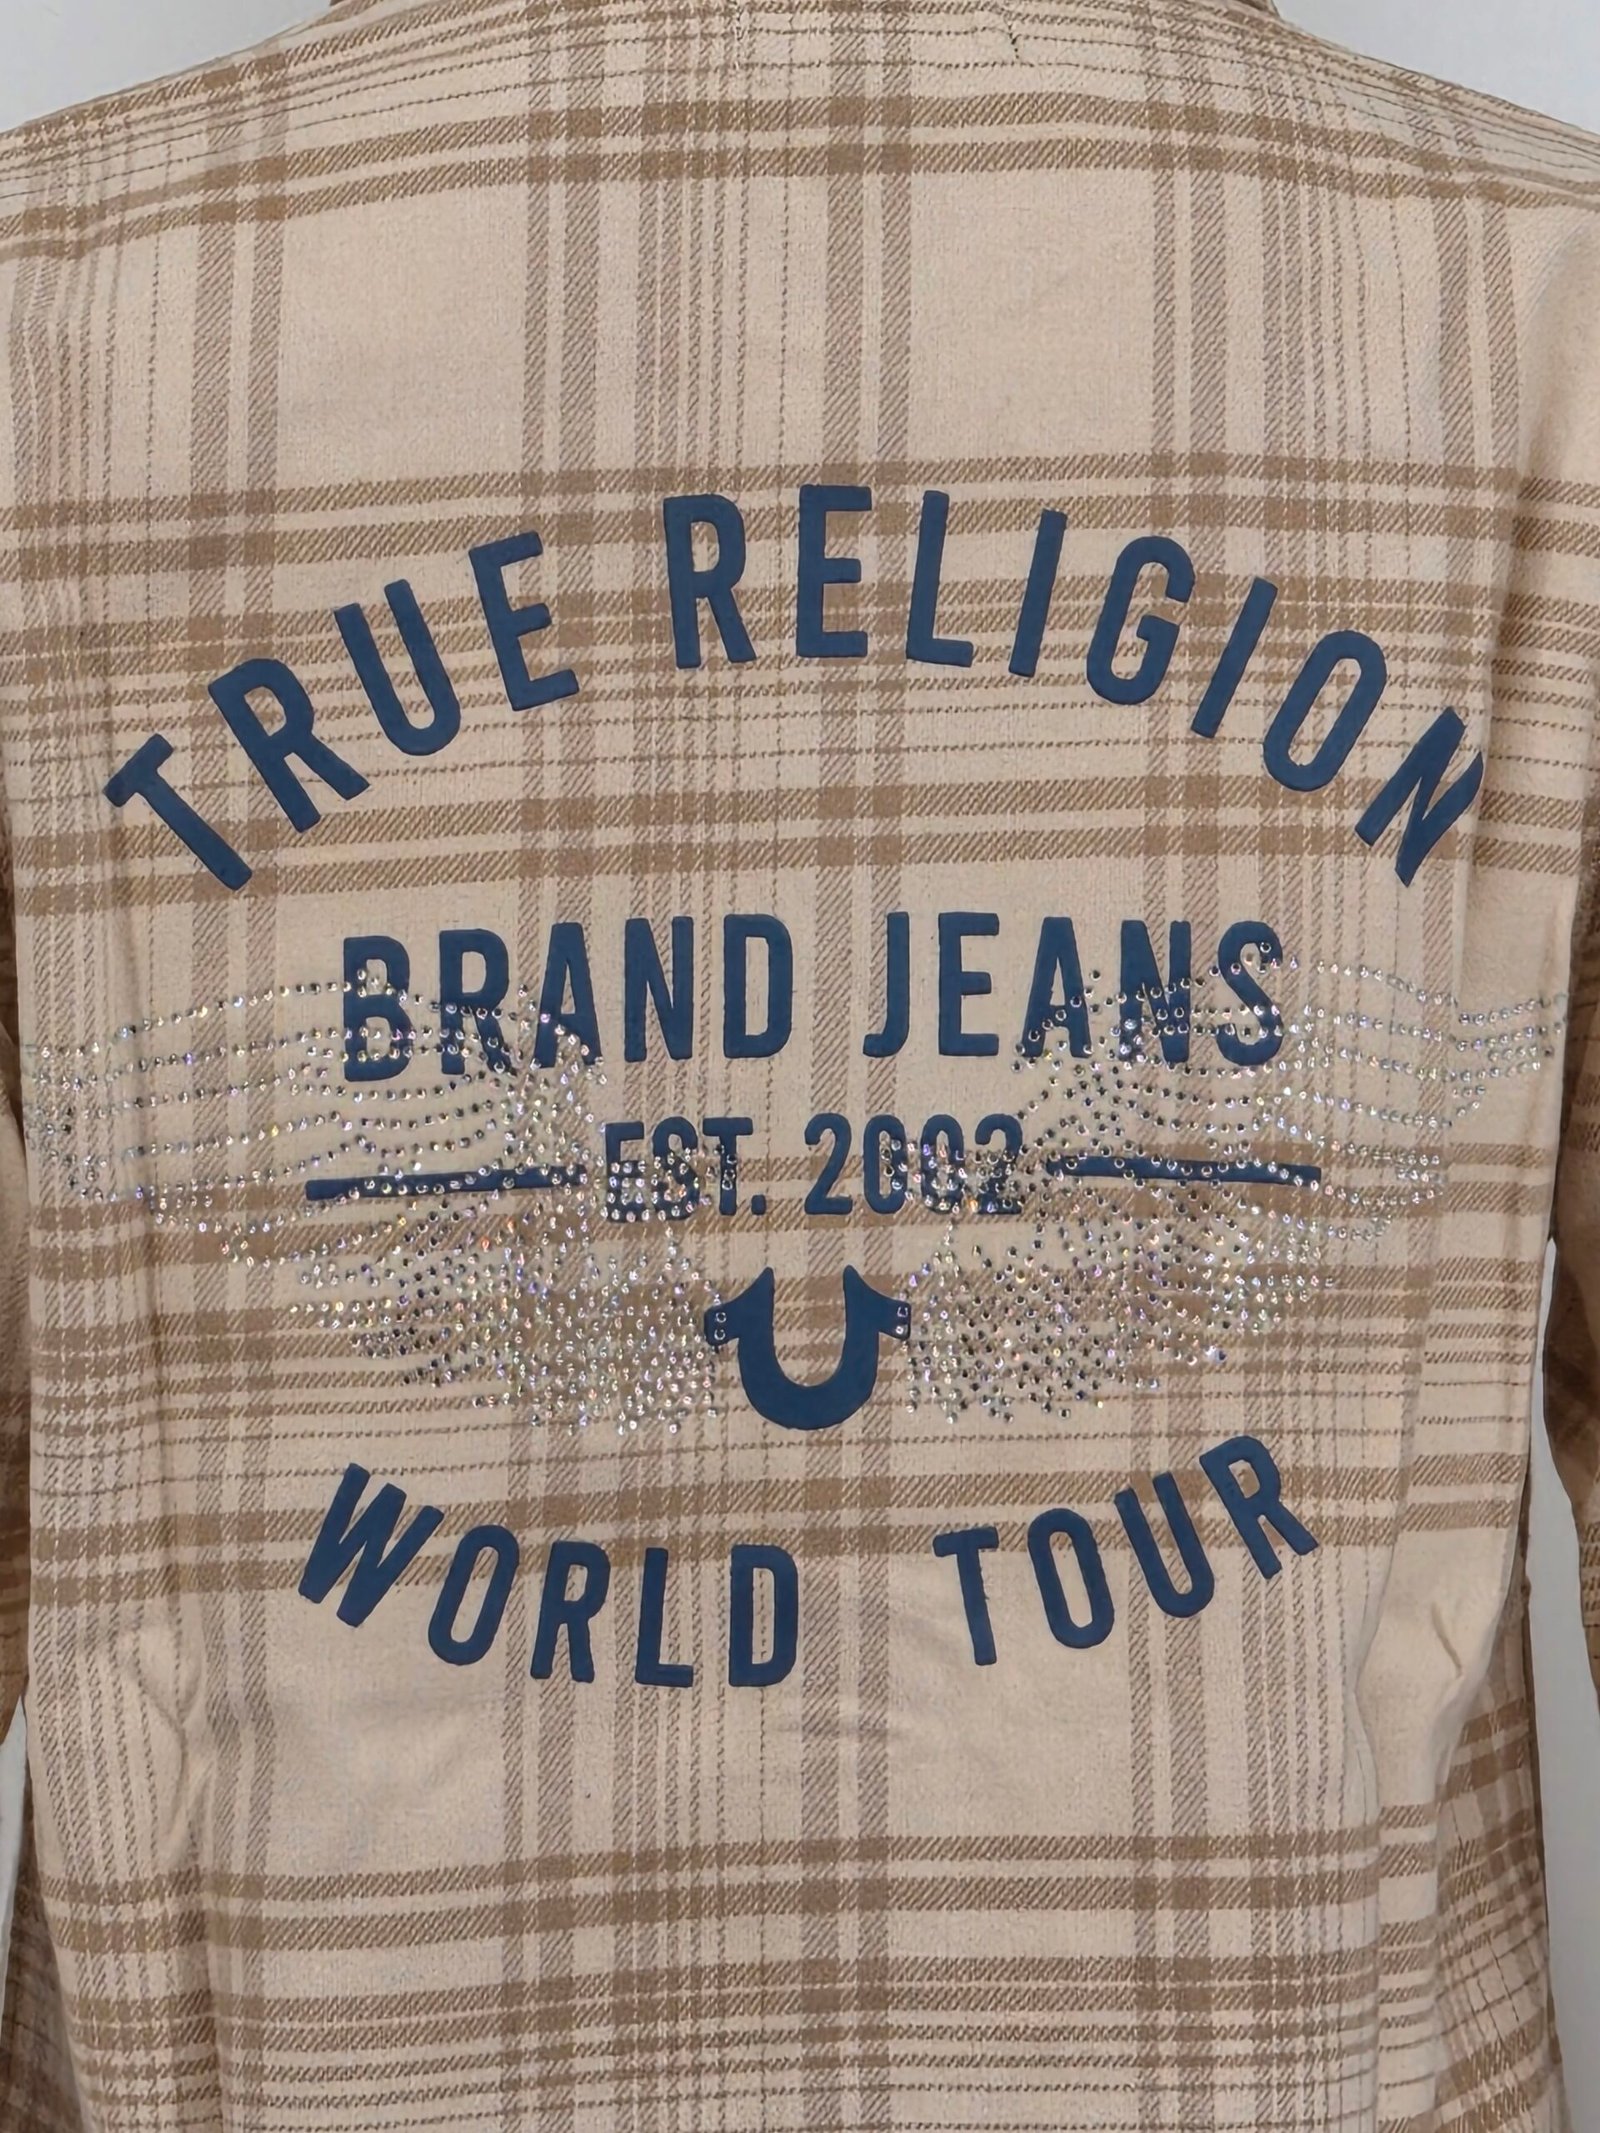 TRUE RELIGION
BRAND JEANS
EST. 2002
WORLD TOUR